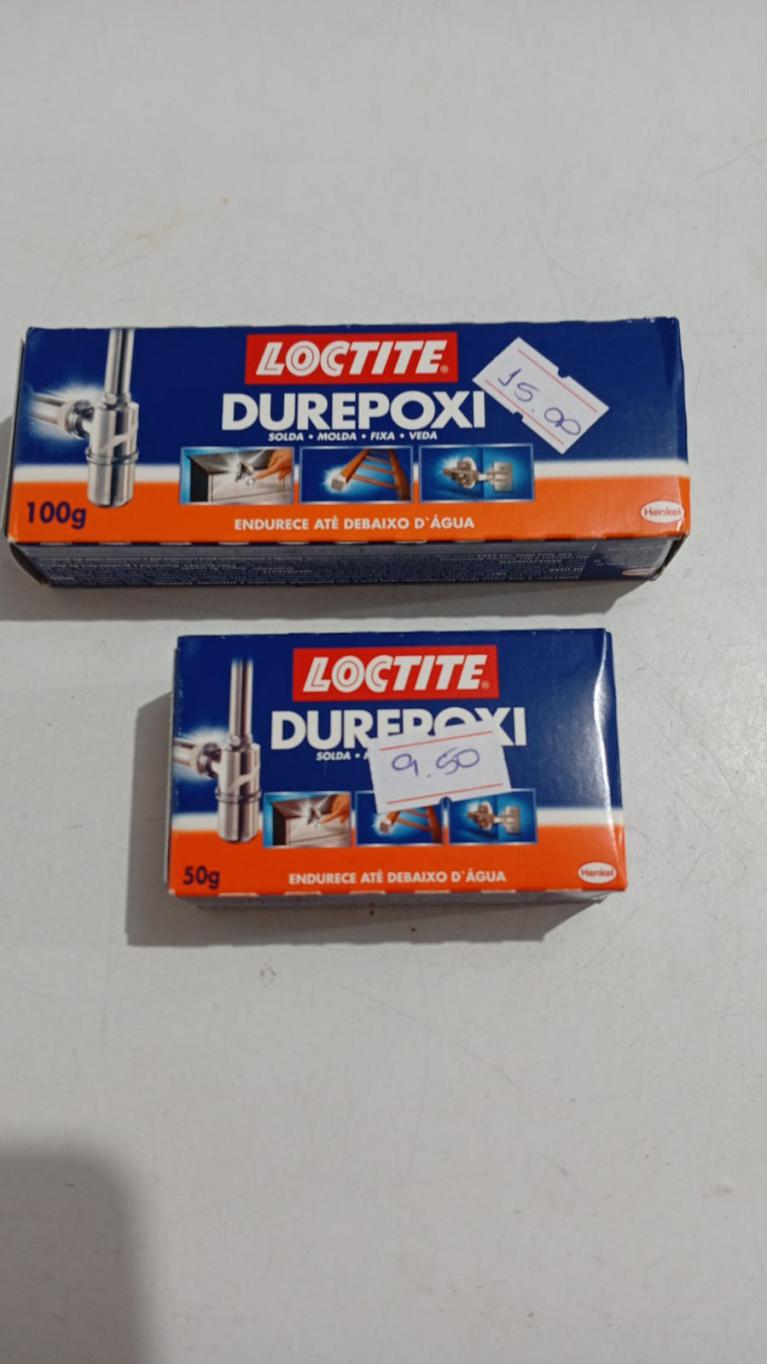 LOCTITE®
15.00
DUREPOXI
SOLDA • MOLDA • FIXA • VEDA
100g
ENDURECE ATÉ DEBAIXO D'ÁGUA
Henkel
LOCTITE®
DUREPOXI
SOLDA •
9.50
50g
ENDURECE ATÉ DEBAIXO D'ÁGUA
Henkel